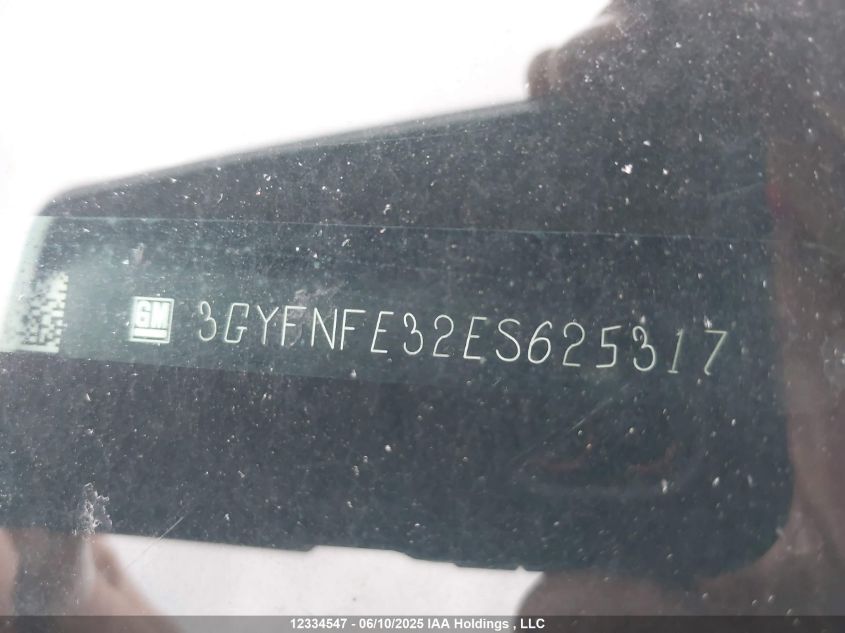 GM 3GYFNFE32ES625317
12334547 - 06/10/2025 IAA Holdings , LLC